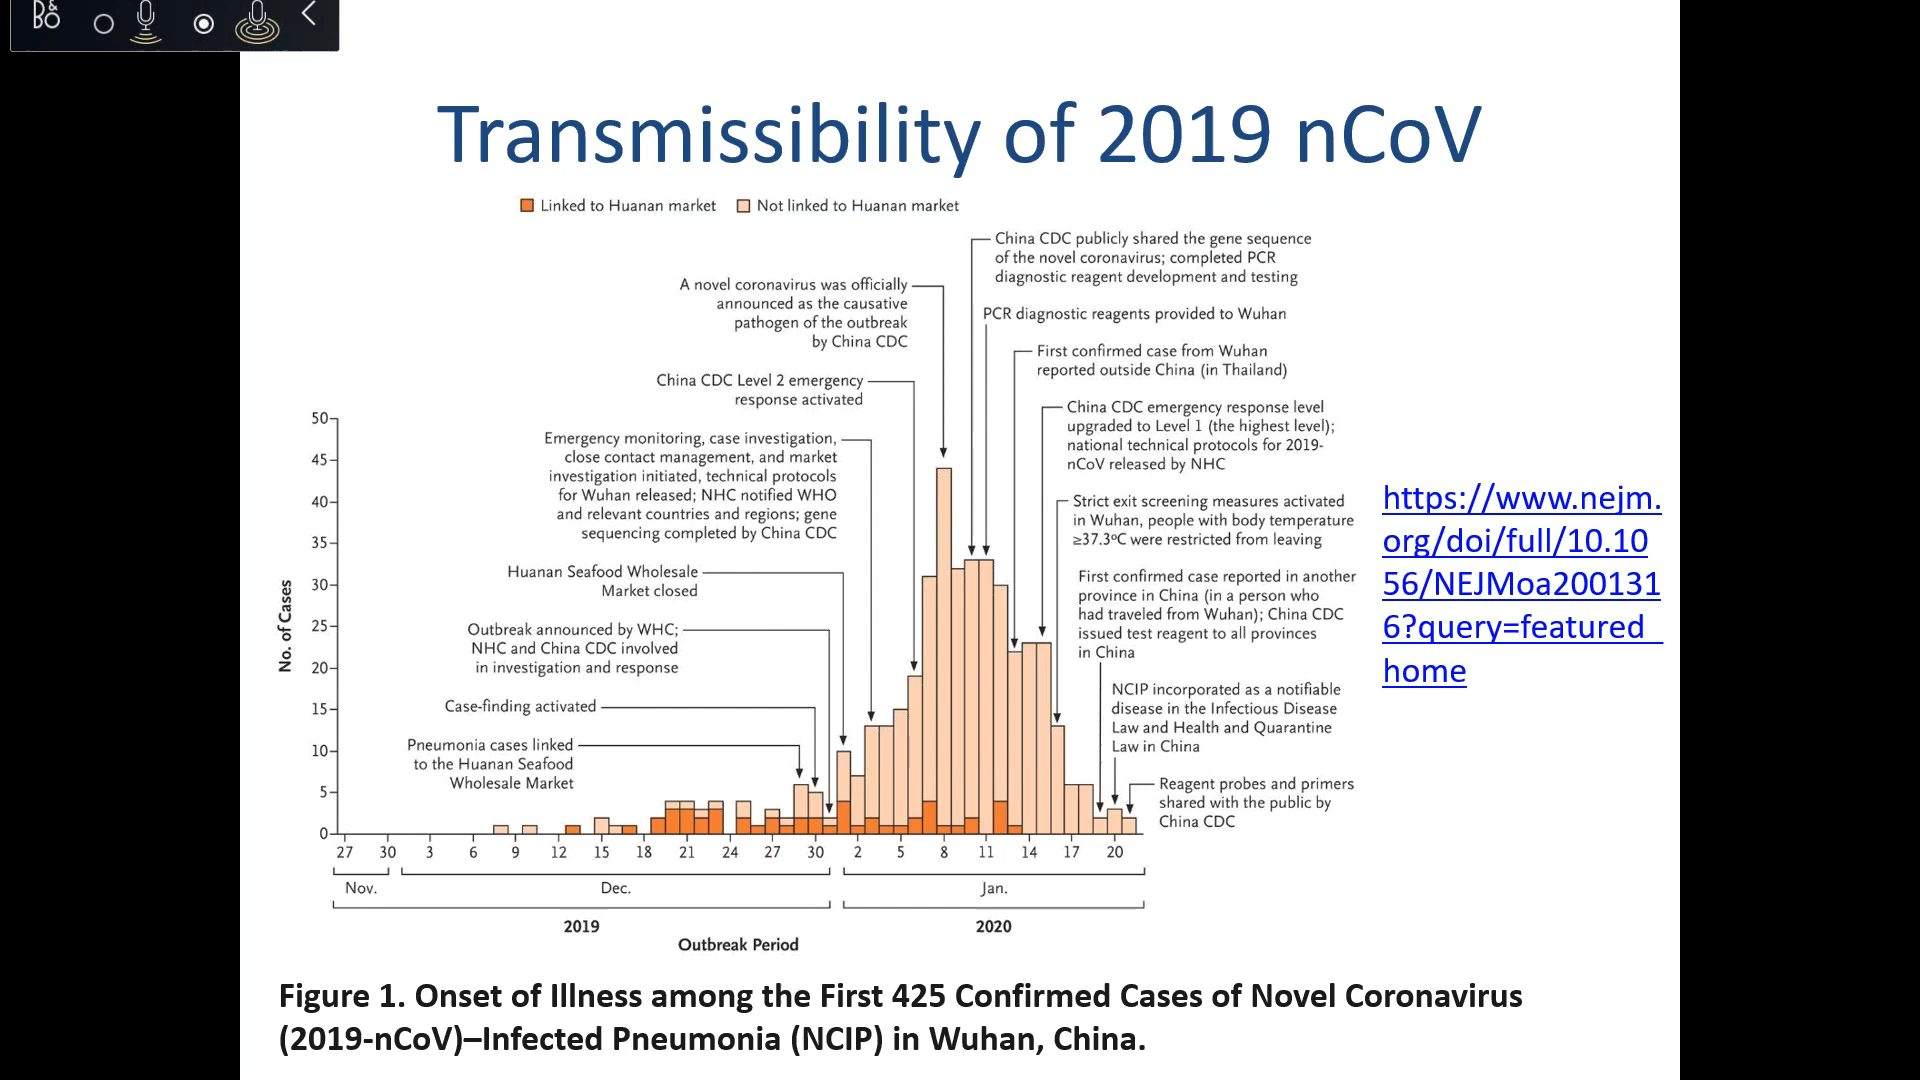 B&O
Transmissibility of 2019 nCoV
Linked to Huanan market
Not linked to Huanan market
China CDC publicly shared the gene sequence
of the novel coronavirus; completed PCR
diagnostic reagent development and testing
A novel coronavirus was officially
announced as the causative
pathogen of the outbreak
by China CDC
PCR diagnostic reagents provided to Wuhan
First confirmed case from Wuhan
reported outside China (in Thailand)
China CDC Level 2 emergency
response activated
China CDC emergency response level
upgraded to Level 1 (the highest level);
national technical protocols for 2019-
nCoV released by NHC
Emergency monitoring, case investigation,
close contact management, and market
investigation initiated, technical protocols
for Wuhan released; NHC notified WHO
and relevant countries and regions; gene
sequencing completed by China CDC
Strict exit screening measures activated
in Wuhan, people with body temperature
≥37.3ºC were restricted from leaving
Huanan Seafood Wholesale
Market closed
First confirmed case reported in another
province in China (in a person who
had traveled from Wuhan); China CDC
issued test reagent to all provinces
in China
Outbreak announced by WHC;
NHC and China CDC involved
in investigation and response
Case-finding activated
NCIP incorporated as a notifiable
disease in the Infectious Disease
Law and Health and Quarantine
Law in China
Pneumonia cases linked
to the Huanan Seafood
Wholesale Market
Reagent probes and primers
shared with the public by
China CDC
No. of Cases
50
45
40
35
30
25
20
15
10
5
0
27 30 3 6 9 12 15 18 21 24 27 30 2 5 8 11 14 17 20
Nov. Dec. Jan.
2019 2020
Outbreak Period
https://www.nejm.
org/doi/full/10.10
56/NEJMoa200131
6?query=featured_
home
Figure 1. Onset of Illness among the First 425 Confirmed Cases of Novel Coronavirus
(2019-nCoV)–Infected Pneumonia (NCIP) in Wuhan, China.